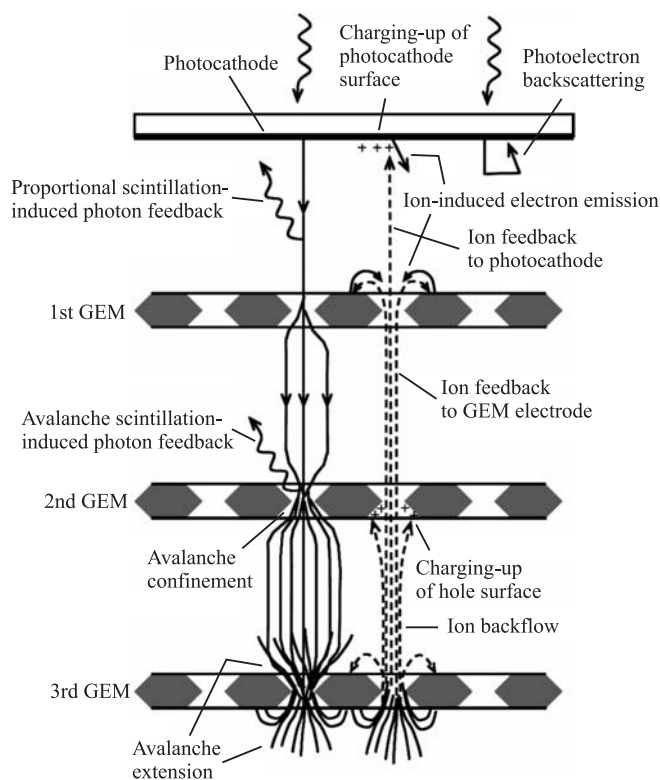 Charging-up of
photocathode
surface
Photocathode
Photoelectron
backscattering
+ + +
Proportional scintillation-
induced photon feedback
Ion-induced electron emission
Ion feedback
to photocathode
1st GEM
Ion feedback
to GEM electrode
Avalanche scintillation-
induced photon feedback
2nd GEM
+ +
+ +
Avalanche
confinement
Charging-up
of hole surface
Ion backflow
3rd GEM
Avalanche
extension